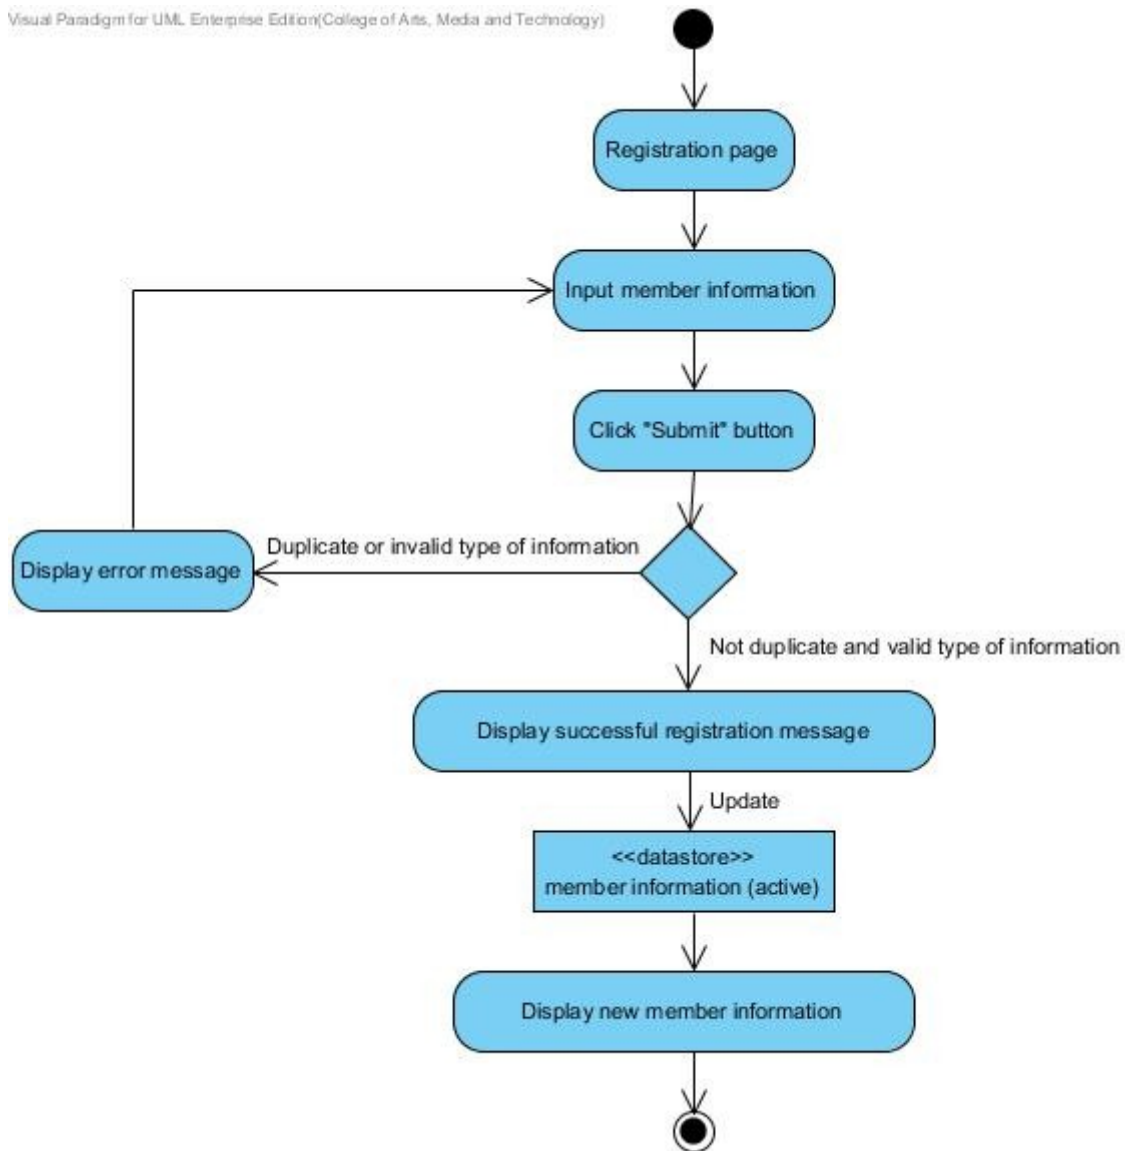 Visual Paradigm for UML Enterprise Edition(College of Arts, Media and Technology)
Registration page
Input member information
Click "Submit" button
Duplicate or invalid type of information
Display error message
Not duplicate and valid type of information
Display successful registration message
Update
<<datastore>>
member information (active)
Display new member information